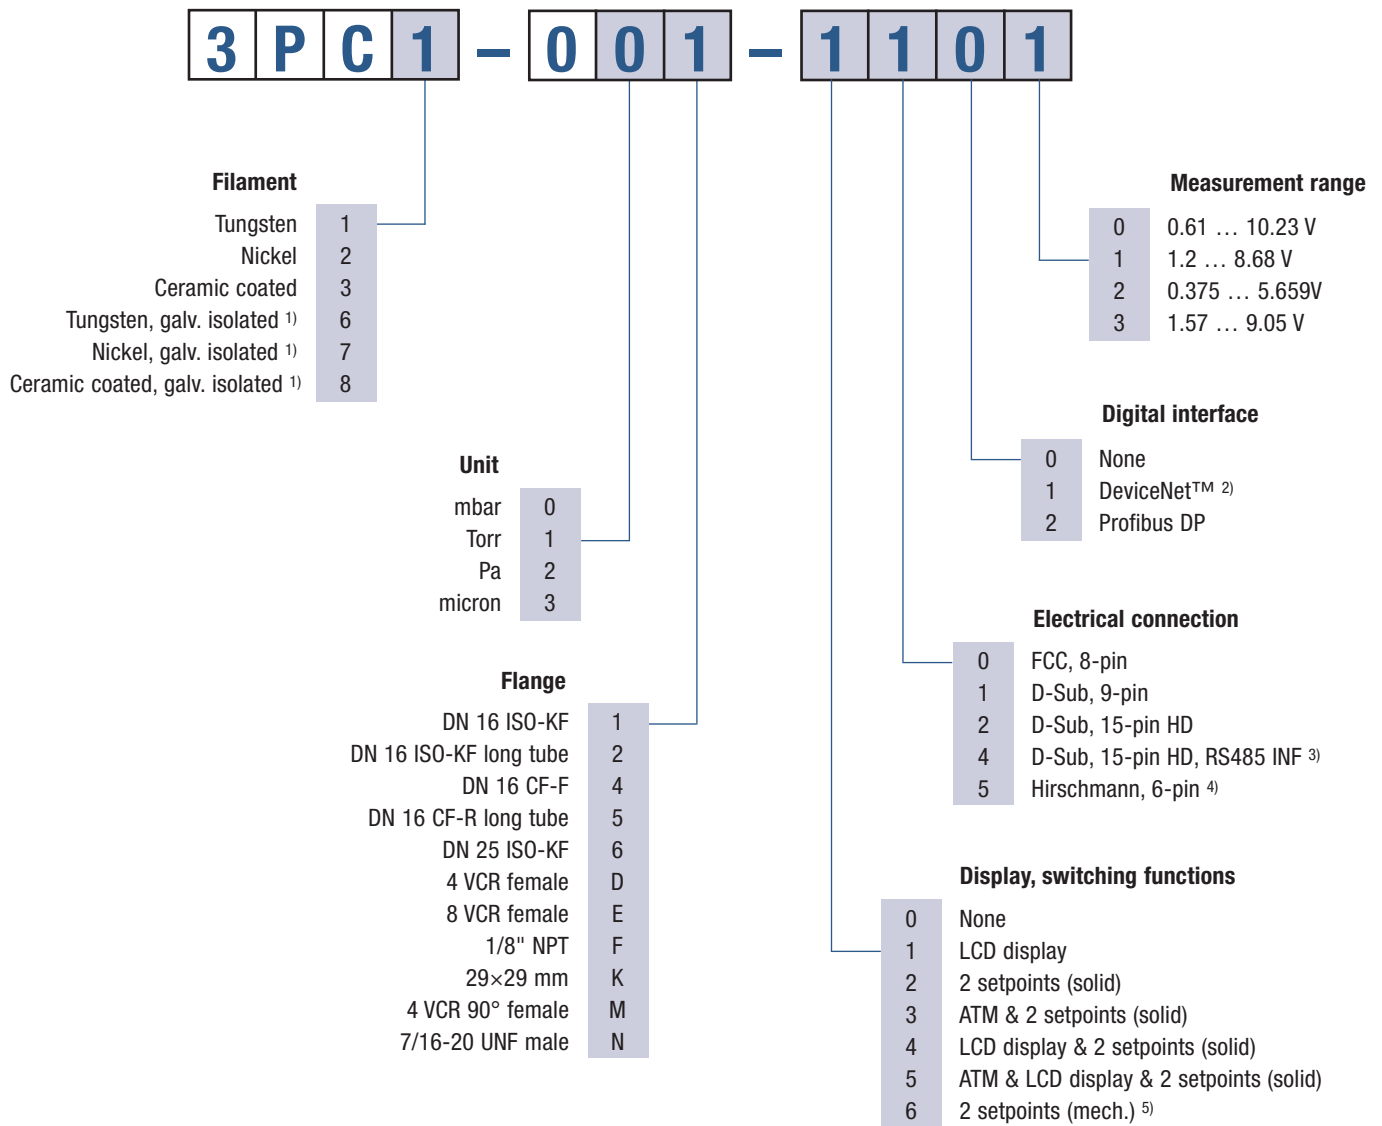 3PC1 – 001 – 1101
Filament
Tungsten 1
Nickel 2
Ceramic coated 3
Tungsten, galv. isolated 1) 6
Nickel, galv. isolated 1) 7
Ceramic coated, galv. isolated 1) 8
Unit
mbar 0
Torr 1
Pa 2
micron 3
Flange
DN 16 ISO-KF 1
DN 16 ISO-KF long tube 2
DN 16 CF-F 4
DN 16 CF-R long tube 5
DN 25 ISO-KF 6
4 VCR female D
8 VCR female E
1/8" NPT F
29×29 mm K
4 VCR 90° female M
7/16-20 UNF male N
Measurement range
0 0.61 … 10.23 V
1 1.2 … 8.68 V
2 0.375 … 5.659V
3 1.57 … 9.05 V
Digital interface
0 None
1 DeviceNet™ 2)
2 Profibus DP
Electrical connection
0 FCC, 8-pin
1 D-Sub, 9-pin
2 D-Sub, 15-pin HD
4 D-Sub, 15-pin HD, RS485 INF 3)
5 Hirschmann, 6-pin 4)
Display, switching functions
0 None
1 LCD display
2 2 setpoints (solid)
3 ATM & 2 setpoints (solid)
4 LCD display & 2 setpoints (solid)
5 ATM & LCD display & 2 setpoints (solid)
6 2 setpoints (mech.) 5)